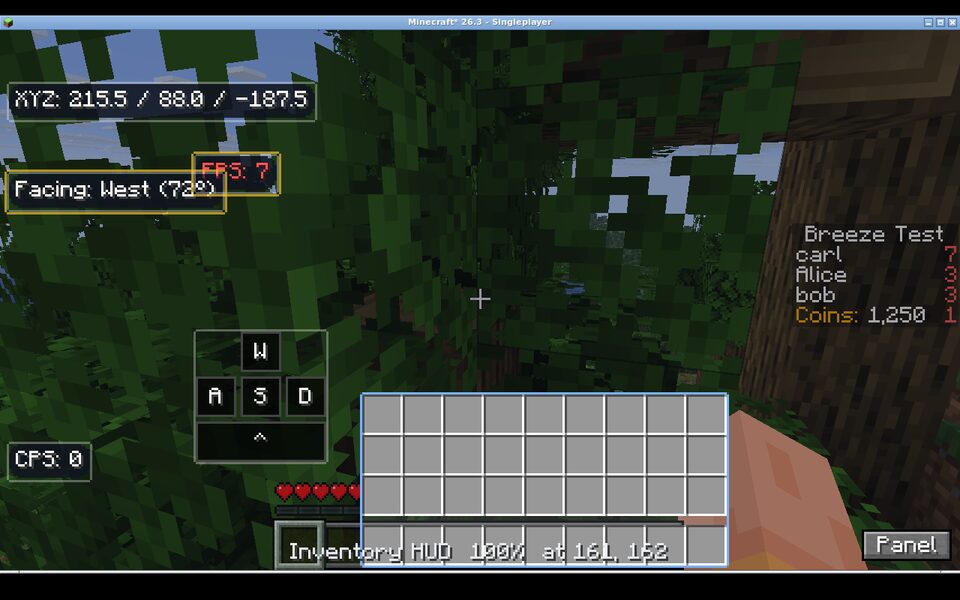 Minecraft* 26.3 - Singleplayer
XYZ: 215.5 / 88.0 / -187.5
FPS: 7
Facing: West (72°)
Breeze Test
carl 7
Alice 3
bob 3
Coins: 1,250 1
W
A S D
^
CPS: 0
Inventory HUD 100% at 161, 152
Panel